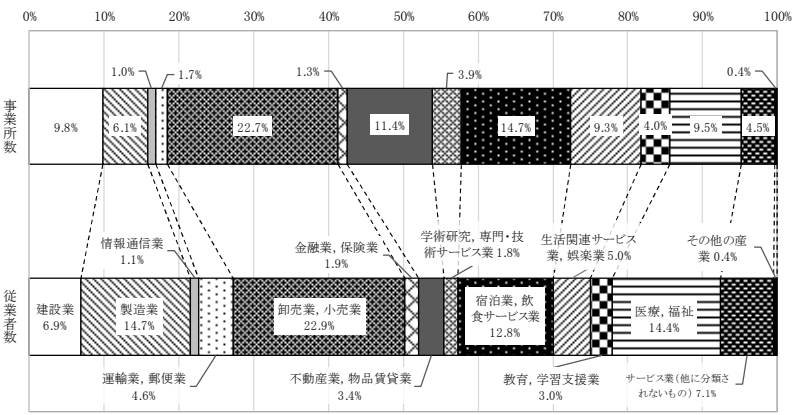 0% 10% 20% 30% 40% 50% 60% 70% 80% 90% 100%
1.0% 1.7% 1.3% 3.9% 0.4%
事業所数
9.8% 6.1% 22.7% 11.4% 14.7% 9.3% 4.0% 9.5% 4.5%
情報通信業
1.1%
金融業，保険業
1.9%
学術研究，専門・技
術サービス業 1.8%
生活関連サービス
業，娯楽業 5.0%
その他の産
業 0.4%
従業者数
建設業
6.9%
製造業
14.7%
卸売業，小売業
22.9%
宿泊業，飲
食サービス業
12.8%
医療，福祉
14.4%
運輸業，郵便業
4.6%
不動産業，物品賃貸業
3.4%
教育，学習支援業
3.0%
サービス業（他に分類さ
れないもの） 7.1%